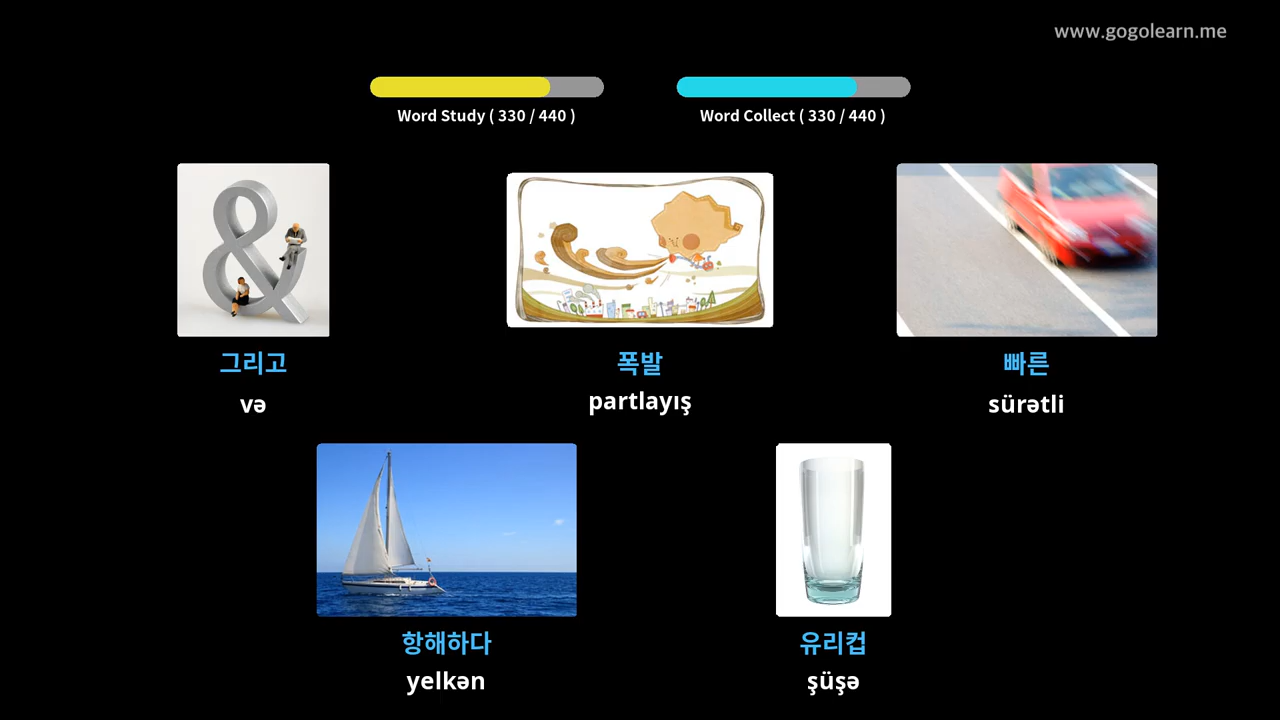 www.gogolearn.me
Word Study ( 330 / 440 )
Word Collect ( 330 / 440 )
그리고
və
폭발
partlayış
빠른
sürətli
항해하다
yelkən
유리컵
şüşə